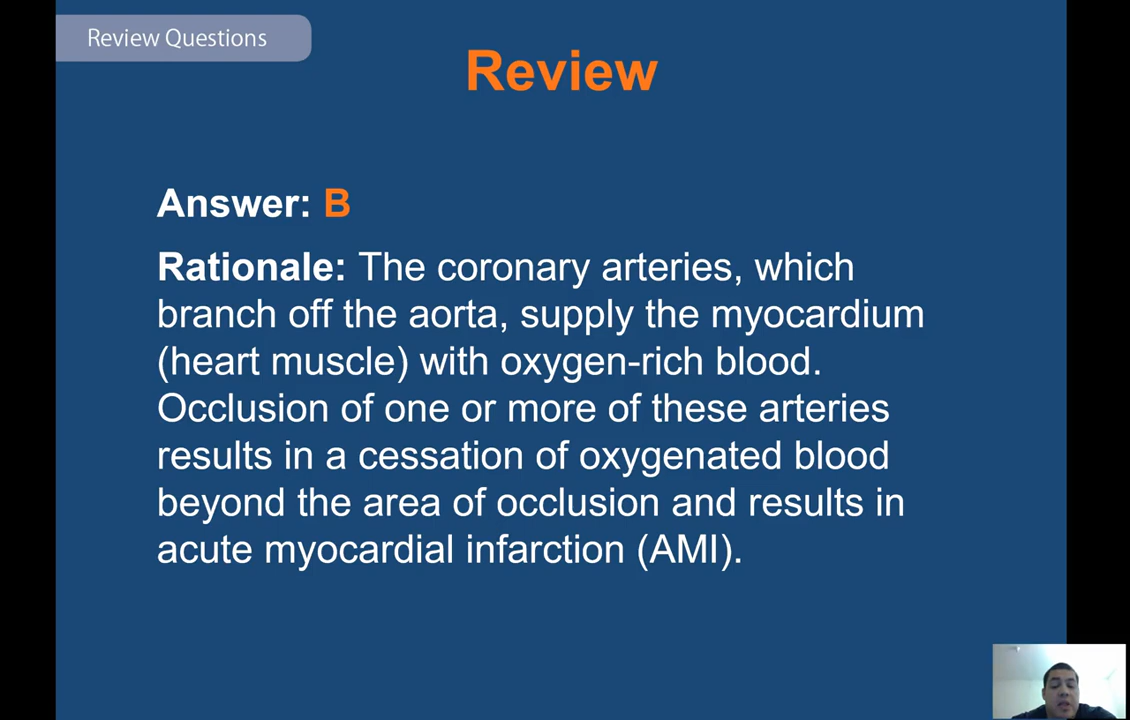 Review Questions
Review
Answer: B
Rationale: The coronary arteries, which
branch off the aorta, supply the myocardium
(heart muscle) with oxygen-rich blood.
Occlusion of one or more of these arteries
results in a cessation of oxygenated blood
beyond the area of occlusion and results in
acute myocardial infarction (AMI).